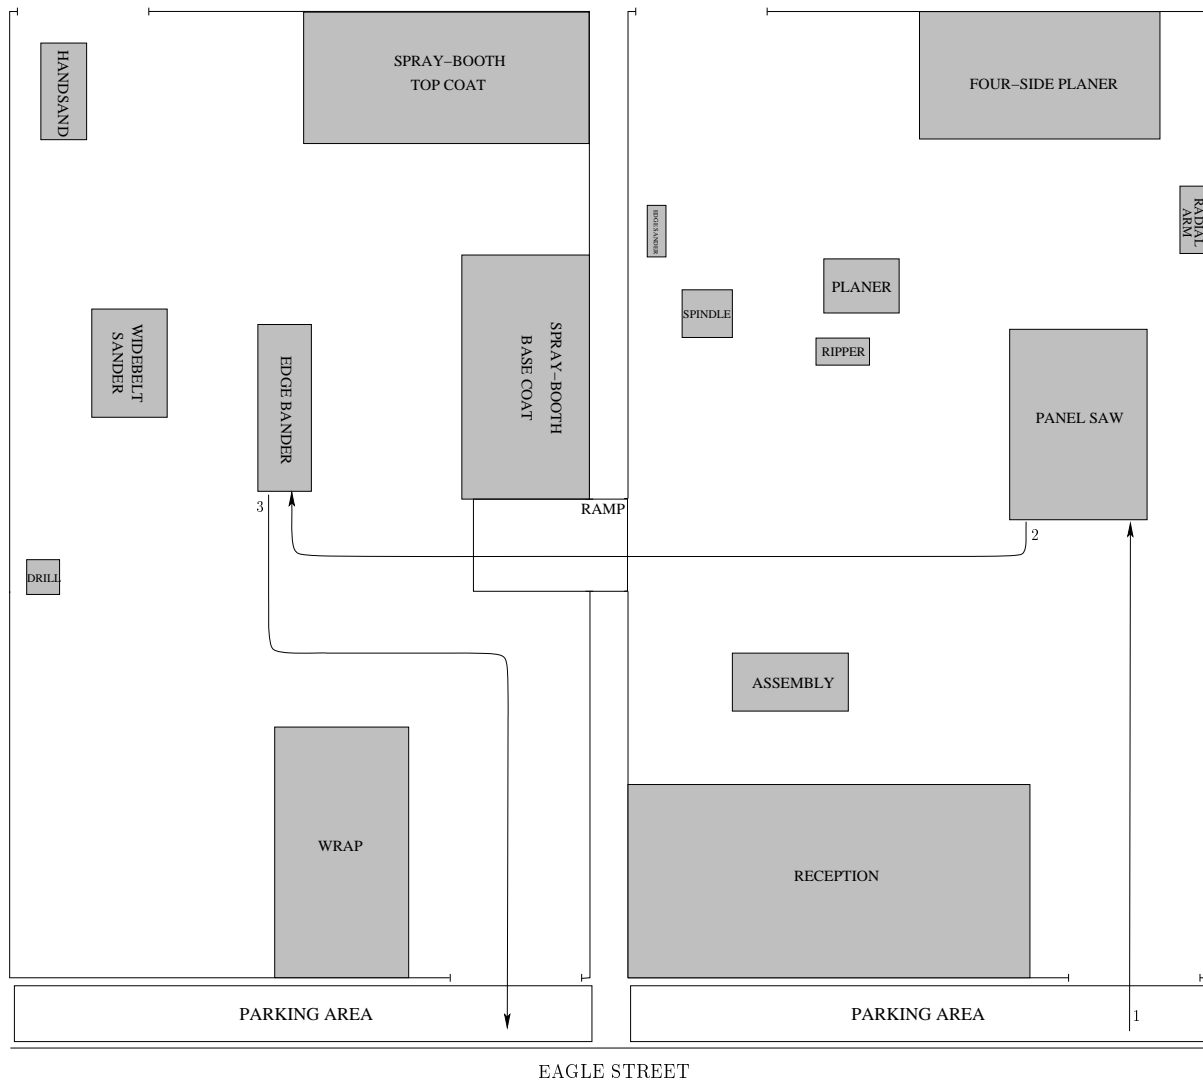 SPRAY-BOOTH
TOP COAT
FOUR-SIDE PLANER
HANDSAND
RADIAL
ARM
EDGE SANDER
PLANER
SPINDLE
RIPPER
WIDEBELT
SANDER
EDGE BANDER
SPRAY-BOOTH
BASE COAT
PANEL SAW
3
RAMP
2
DRILL
ASSEMBLY
WRAP
RECEPTION
PARKING AREA
PARKING AREA
1
EAGLE STREET